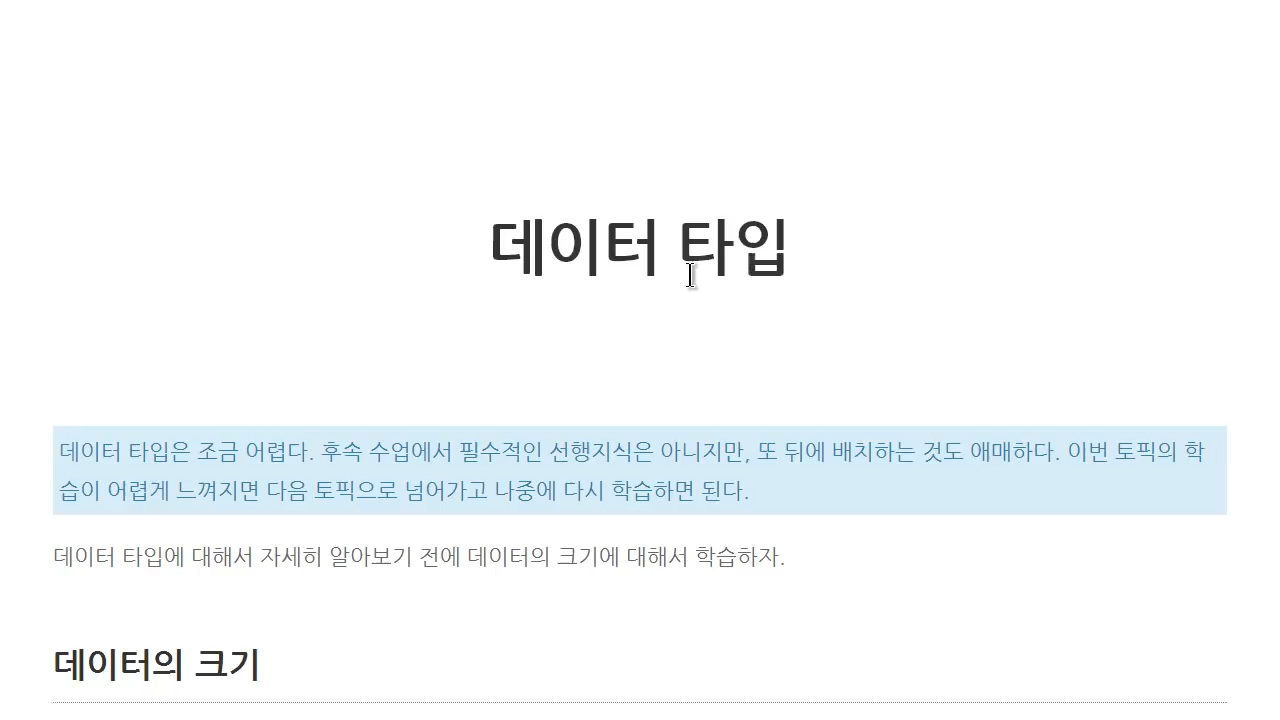 데이터 타입
데이터 타입은 조금 어렵다. 후속 수업에서 필수적인 선행지식은 아니지만, 또 뒤에 배치하는 것도 애매하다. 이번 토픽의 학
습이 어렵게 느껴지면 다음 토픽으로 넘어가고 나중에 다시 학습하면 된다.
데이터 타입에 대해서 자세히 알아보기 전에 데이터의 크기에 대해서 학습하자.
데이터의 크기